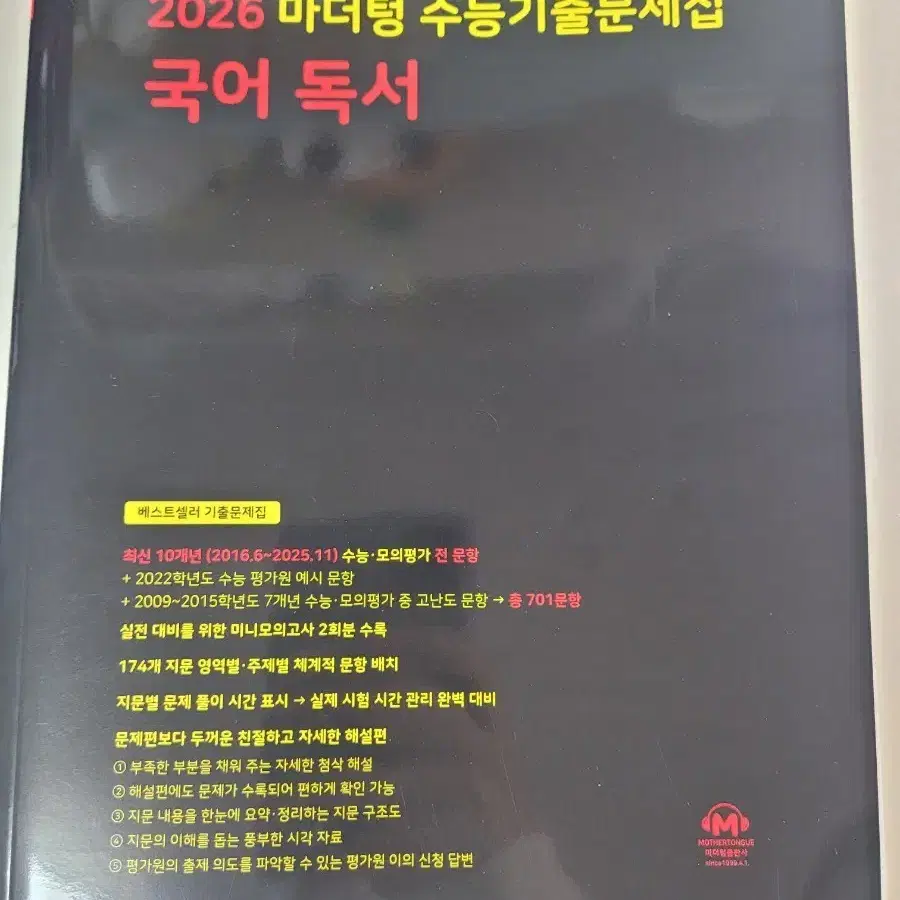 2026 마더텅 수능기출문제집
국어 독서
베스트셀러 기출문제집
최신 10개년 (2016.6~2025.11) 수능·모의평가 전 문항
+ 2022학년도 수능 평가원 예시 문항
+ 2009~2015학년도 7개년 수능·모의평가 중 고난도 문항 → 총 701문항
실전 대비를 위한 미니모의고사 2회분 수록
174개 지문 영역별·주제별 체계적 문항 배치
지문별 문제 풀이 시간 표시 → 실제 시험 시간 관리 완벽 대비
문제편보다 두꺼운 친절하고 자세한 해설편
① 부족한 부분을 채워 주는 자세한 첨삭 해설
② 해설편에도 문제가 수록되어 편하게 확인 가능
③ 지문 내용을 한눈에 요약·정리하는 지문 구조도
④ 지문의 이해를 돕는 풍부한 시각 자료
⑤ 평가원의 출제 의도를 파악할 수 있는 평가원 이의 신청 답변
M
MOTHERTONGUE
마더텅출판사
since1999.4.1.